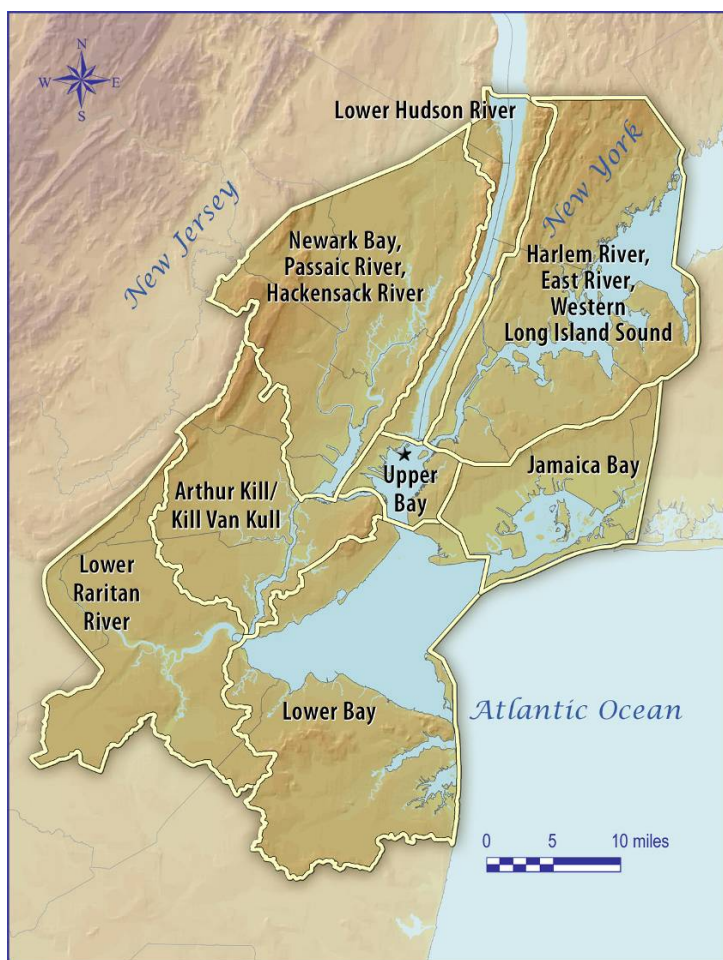 N
W E
S
Lower Hudson River
New Jersey
New York
Newark Bay,
Passaic River,
Hackensack River
Harlem River,
East River,
Western
Long Island Sound
Upper
Bay
Jamaica Bay
Arthur Kill/
Kill Van Kull
Lower
Raritan
River
Lower Bay
Atlantic Ocean
0 5 10 miles